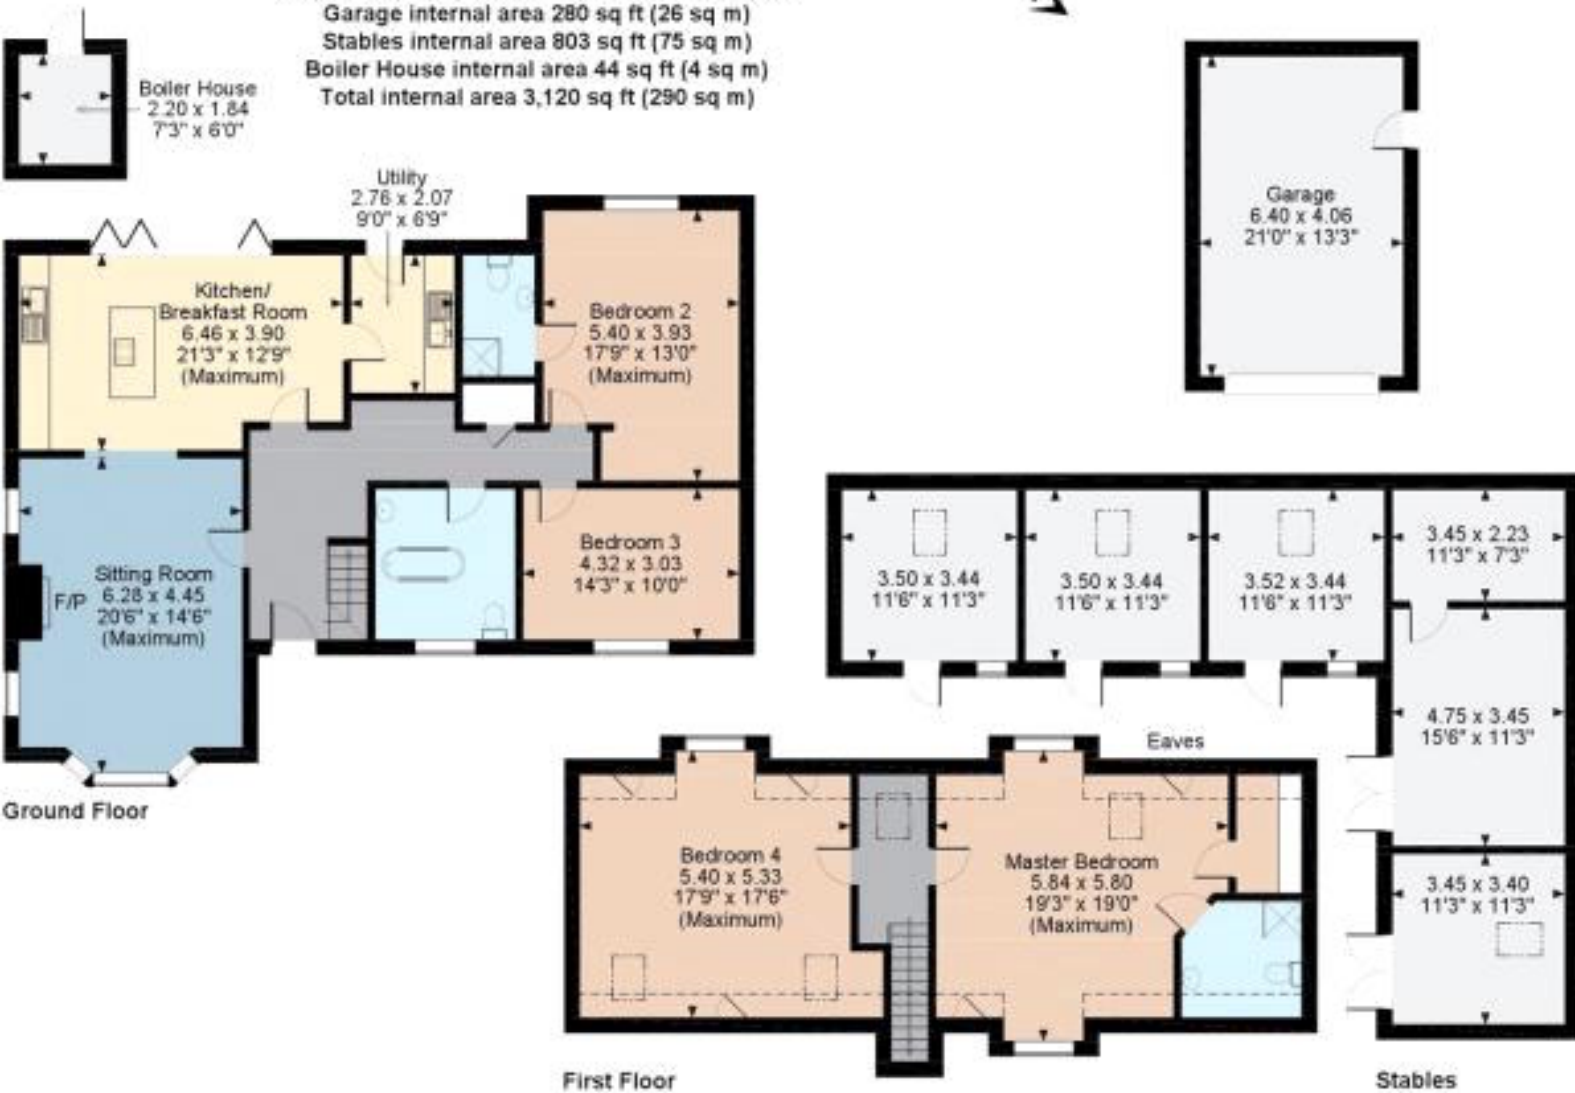 Garage internal area 280 sq ft (26 sq m)
Stables internal area 803 sq ft (75 sq m)
Boiler House internal area 44 sq ft (4 sq m)
Total internal area 3,120 sq ft (290 sq m)
Boiler House
2.20 x 1.84
7'3" x 6'0"
Utility
2.76 x 2.07
9'0" x 6'9"
Kitchen/
Breakfast Room
6.46 x 3.90
21'3" x 12'9"
(Maximum)
Bedroom 2
5.40 x 3.93
17'9" x 13'0"
(Maximum)
Garage
6.40 x 4.06
21'0" x 13'3"
Sitting Room
6.28 x 4.45
20'6" x 14'6"
(Maximum)
F/P
Bedroom 3
4.32 x 3.03
14'3" x 10'0"
Ground Floor
3.50 x 3.44
11'6" x 11'3"
3.50 x 3.44
11'6" x 11'3"
3.52 x 3.44
11'6" x 11'3"
3.45 x 2.23
11'3" x 7'3"
4.75 x 3.45
15'6" x 11'3"
3.45 x 3.40
11'3" x 11'3"
Eaves
Bedroom 4
5.40 x 5.33
17'9" x 17'6"
(Maximum)
Master Bedroom
5.84 x 5.80
19'3" x 19'0"
(Maximum)
First Floor
Stables